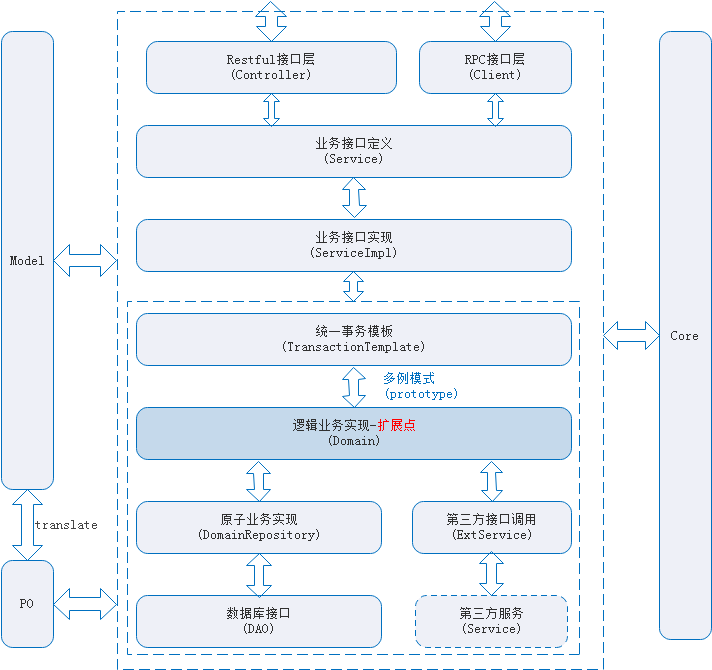 Restful接口层
(Controller)
RPC接口层
(Client)
业务接口定义
(Service)
业务接口实现
(ServiceImpl)
Model
统一事务模板
(TransactionTemplate)
Core
多例模式
(prototype)
逻辑业务实现-扩展点
(Domain)
translate
原子业务实现
(DomainRepository)
第三方接口调用
(ExtService)
PO
数据库接口
(DAO)
第三方服务
(Service)